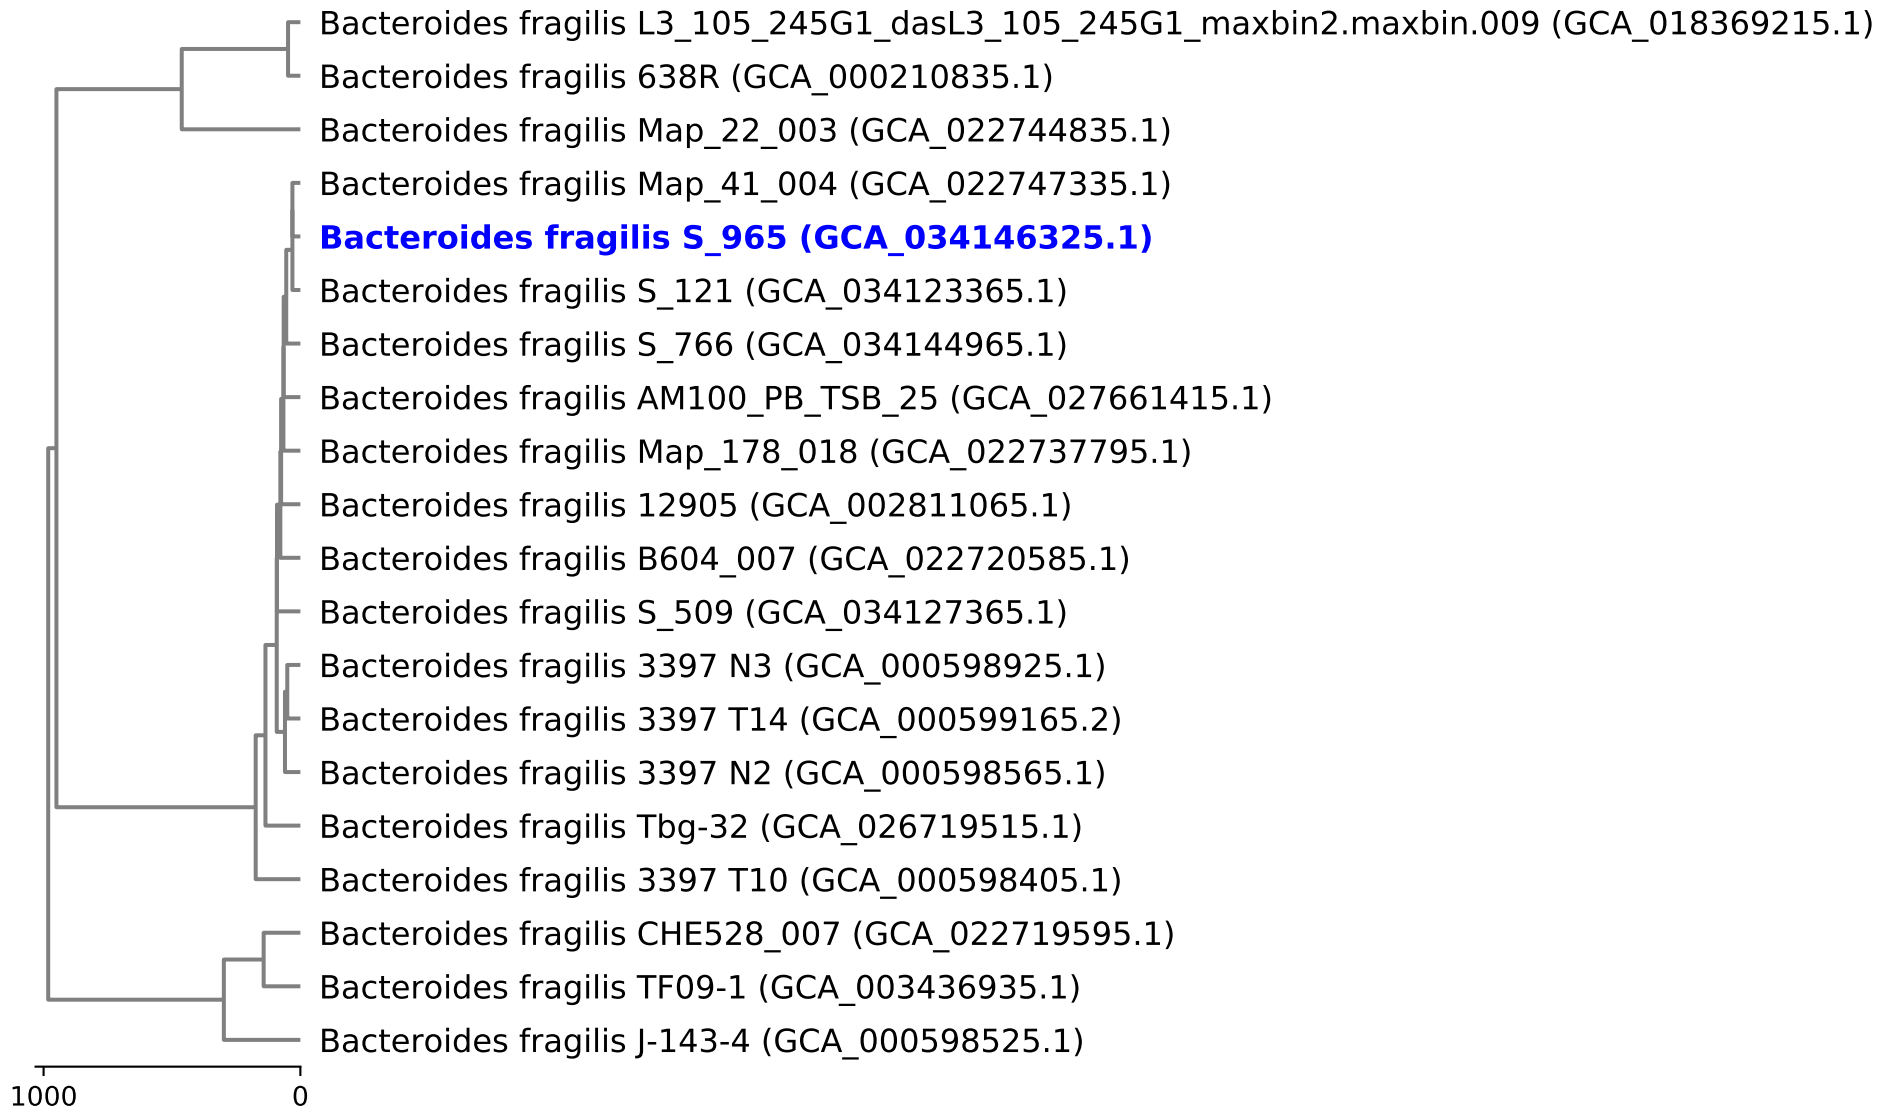 Bacteroides fragilis L3_105_245G1_dasL3_105_245G1_maxbin2.maxbin.009 (GCA_018369215.1)
Bacteroides fragilis 638R (GCA_000210835.1)
Bacteroides fragilis Map_22_003 (GCA_022744835.1)
Bacteroides fragilis Map_41_004 (GCA_022747335.1)
Bacteroides fragilis S_965 (GCA_034146325.1)
Bacteroides fragilis S_121 (GCA_034123365.1)
Bacteroides fragilis S_766 (GCA_034144965.1)
Bacteroides fragilis AM100_PB_TSB_25 (GCA_027661415.1)
Bacteroides fragilis Map_178_018 (GCA_022737795.1)
Bacteroides fragilis 12905 (GCA_002811065.1)
Bacteroides fragilis B604_007 (GCA_022720585.1)
Bacteroides fragilis S_509 (GCA_034127365.1)
Bacteroides fragilis 3397 N3 (GCA_000598925.1)
Bacteroides fragilis 3397 T14 (GCA_000599165.2)
Bacteroides fragilis 3397 N2 (GCA_000598565.1)
Bacteroides fragilis Tbg-32 (GCA_026719515.1)
Bacteroides fragilis 3397 T10 (GCA_000598405.1)
Bacteroides fragilis CHE528_007 (GCA_022719595.1)
Bacteroides fragilis TF09-1 (GCA_003436935.1)
Bacteroides fragilis J-143-4 (GCA_000598525.1)
1000 0